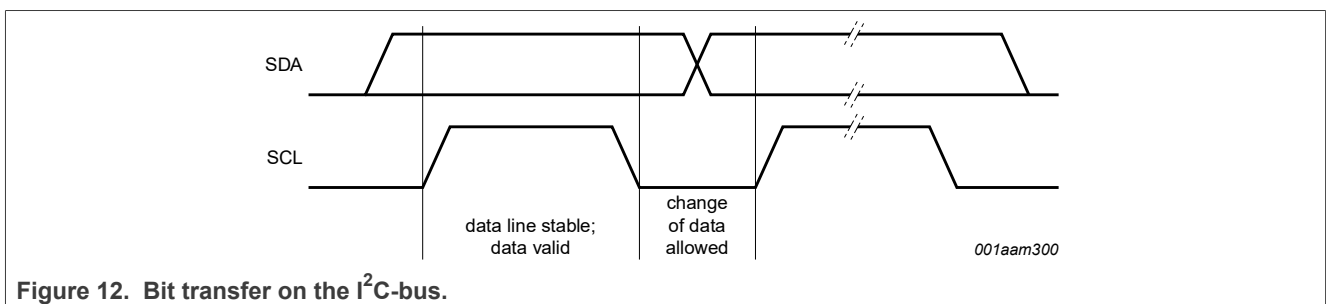 SDA
SCL
data line stable;
data valid
change
of data
allowed
001aam300
Figure 12. Bit transfer on the I²C-bus.